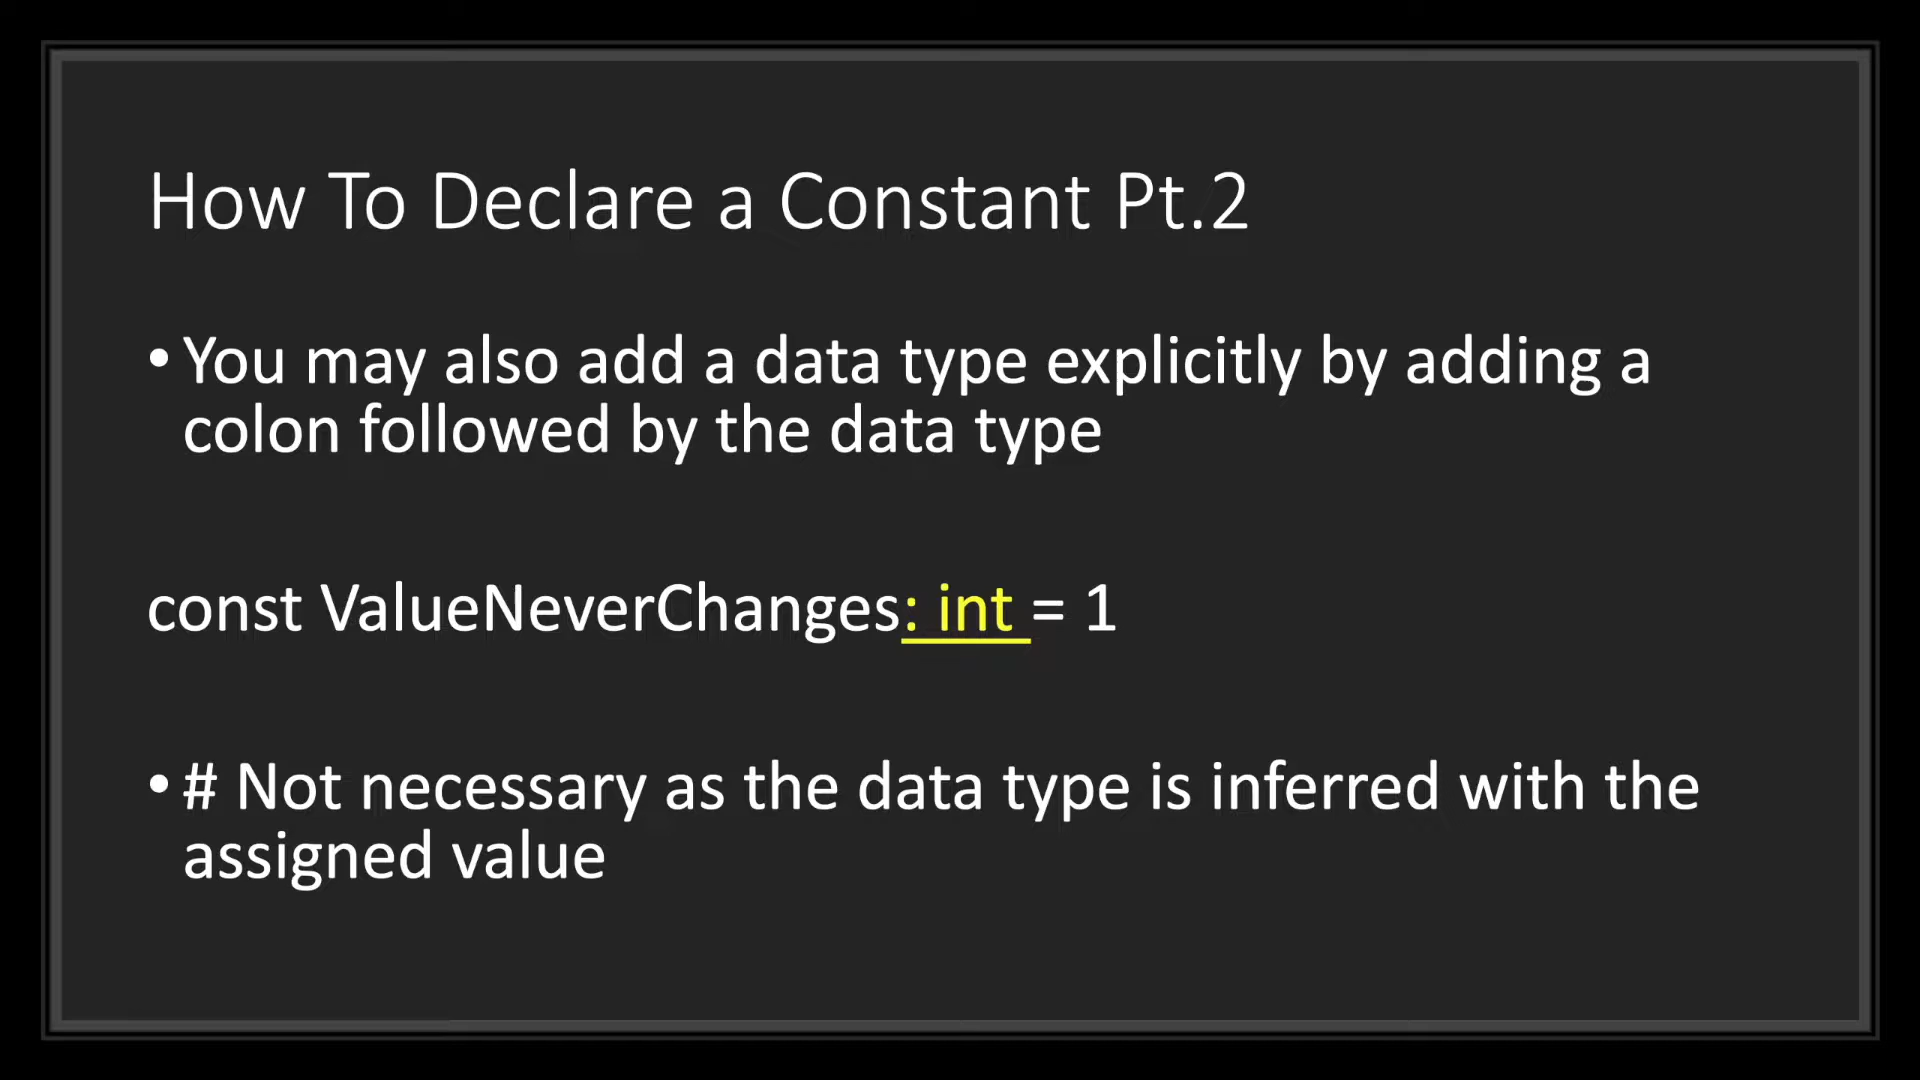 How To Declare a Constant Pt.2
• You may also add a data type explicitly by adding a
colon followed by the data type
const ValueNeverChanges: int = 1
• # Not necessary as the data type is inferred with the
assigned value